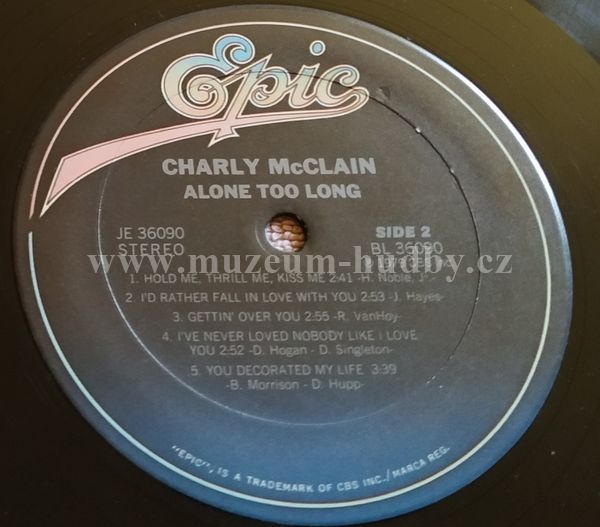 Epic
CHARLY McCLAIN
ALONE TOO LONG
JE 36090
STEREO
SIDE 2
BL 36090
www.muzeum-hudby.cz
1. HOLD ME, THRILL ME, KISS ME 2:41 -H. Noble, Jr.-
2. I'D RATHER FALL IN LOVE WITH YOU 2:53 -J. Hayes-
3. GETTIN' OVER YOU 2:55 -R. VanHoy-
4. I'VE NEVER LOVED NOBODY LIKE I LOVE
YOU 2:52 -D. Hogan - D. Singleton-
5. YOU DECORATED MY LIFE 3:39
-B. Morrison - D. Hupp-
"EPIC", IS A TRADEMARK OF CBS INC./MARCA REG.